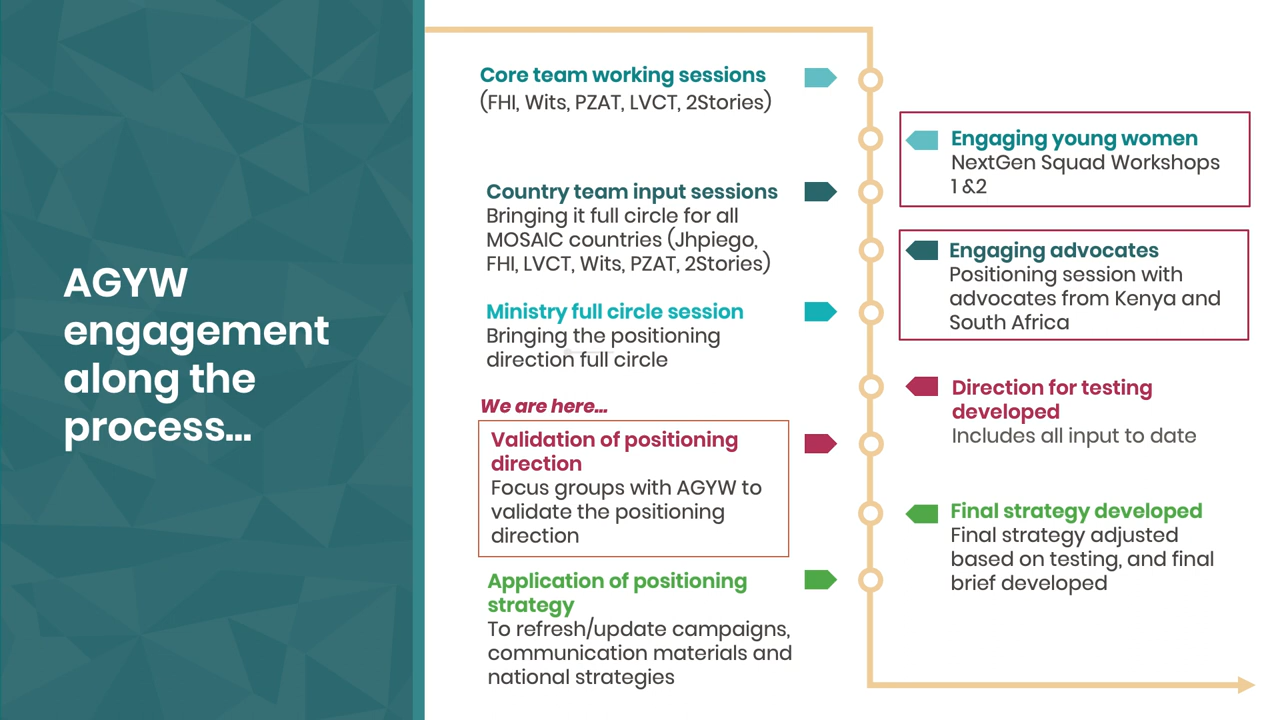 AGYW
engagement
along the
process...
Core team working sessions
(FHI, Wits, PZAT, LVCT, 2Stories)
Engaging young women
NextGen Squad Workshops
1 &2
Country team input sessions
Bringing it full circle for all
MOSAIC countries (Jhpiego,
FHI, LVCT, Wits, PZAT, 2Stories)
Engaging advocates
Positioning session with
advocates from Kenya and
South Africa
Ministry full circle session
Bringing the positioning
direction full circle
Direction for testing
developed
Includes all input to date
We are here...
Validation of positioning
direction
Focus groups with AGYW to
validate the positioning
direction
Final strategy developed
Final strategy adjusted
based on testing, and final
brief developed
Application of positioning
strategy
To refresh/update campaigns,
communication materials and
national strategies